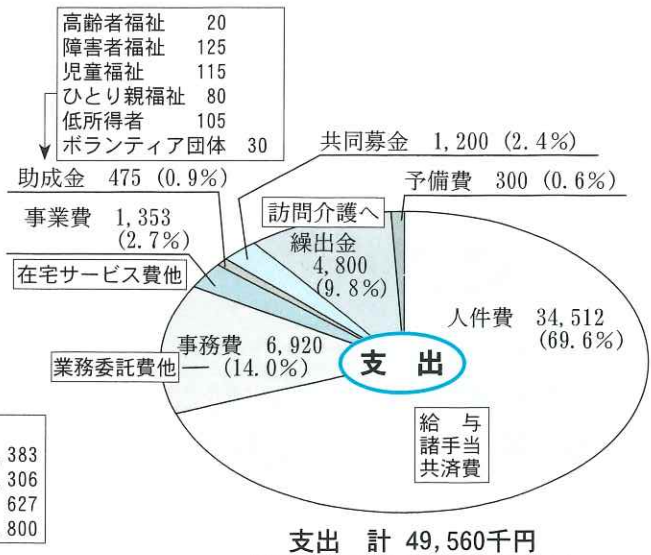 高齢者福祉 20
障害者福祉 125
児童福祉 115
ひとり親福祉 80
低所得者 105
ボランティア団体 30
共同募金 1,200 (2.4%)
助成金 475 (0.9%)
予備費 300 (0.6%)
事業費 1,353
(2.7%)
訪問介護へ
繰出金
4,800
(9.8%)
在宅サービス費他
人件費 34,512
(69.6%)
事務費 6,920
(14.0%)
業務委託費他
支出
給与
諸手当
共済費
383
306
627
800
支出 計 49,560千円